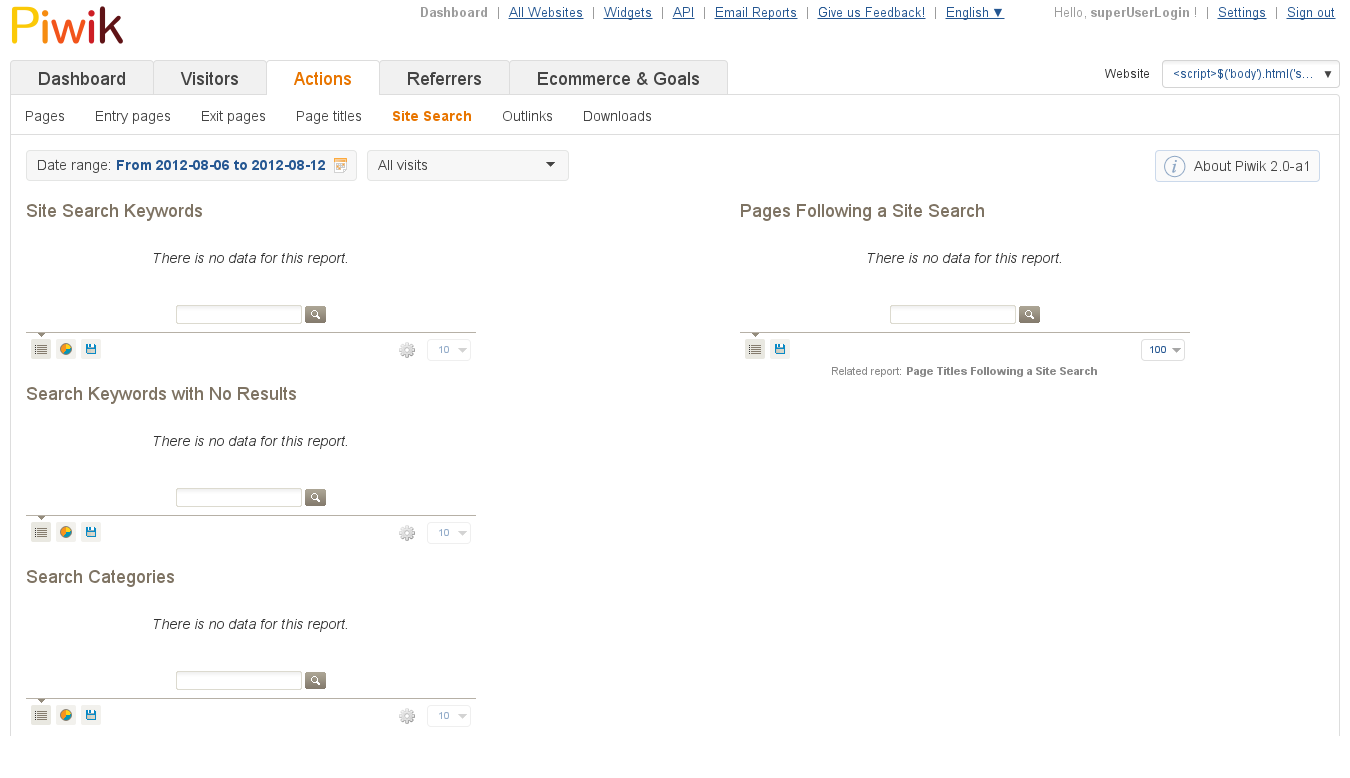 Piwik
Dashboard | All Websites | Widgets | API | Email Reports | Give us Feedback! | English ▼
Hello, superUserLogin ! | Settings | Sign out
Dashboard
Visitors
Actions
Referrers
Ecommerce & Goals
Website
<script>$('body').html('s... ▼
Pages
Entry pages
Exit pages
Page titles
Site Search
Outlinks
Downloads
Date range: From 2012-08-06 to 2012-08-12
All visits
i About Piwik 2.0-a1
Site Search Keywords
There is no data for this report.
10
Search Keywords with No Results
There is no data for this report.
10
Search Categories
There is no data for this report.
10
Pages Following a Site Search
There is no data for this report.
100
Related report: Page Titles Following a Site Search